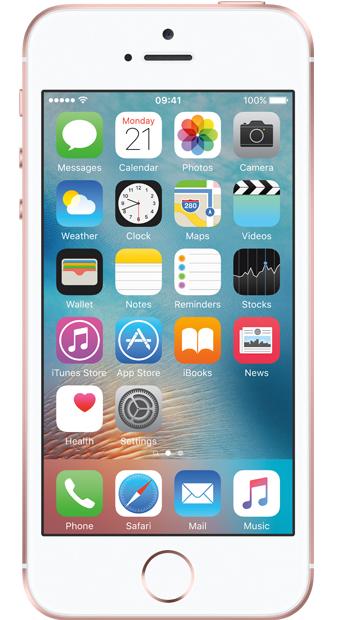 09:41 100%
Monday
21
280
Messages Calendar Photos Camera
Weather Clock Maps Videos
Wallet Notes Reminders Stocks
iTunes Store App Store iBooks News
Health Settings
Phone Safari Mail Music